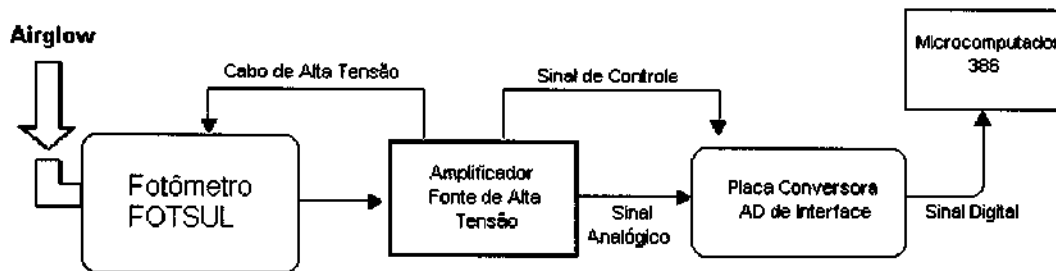 Airglow
Cabo de Alta Tensão
Sinal de Controle
Microcomputador
386
Fotômetro
FOTSUL
Amplificador
Fonte de Alta
Tensão
Sinal
Analógico
Placa Conversora
AD de Interface
Sinal Digital